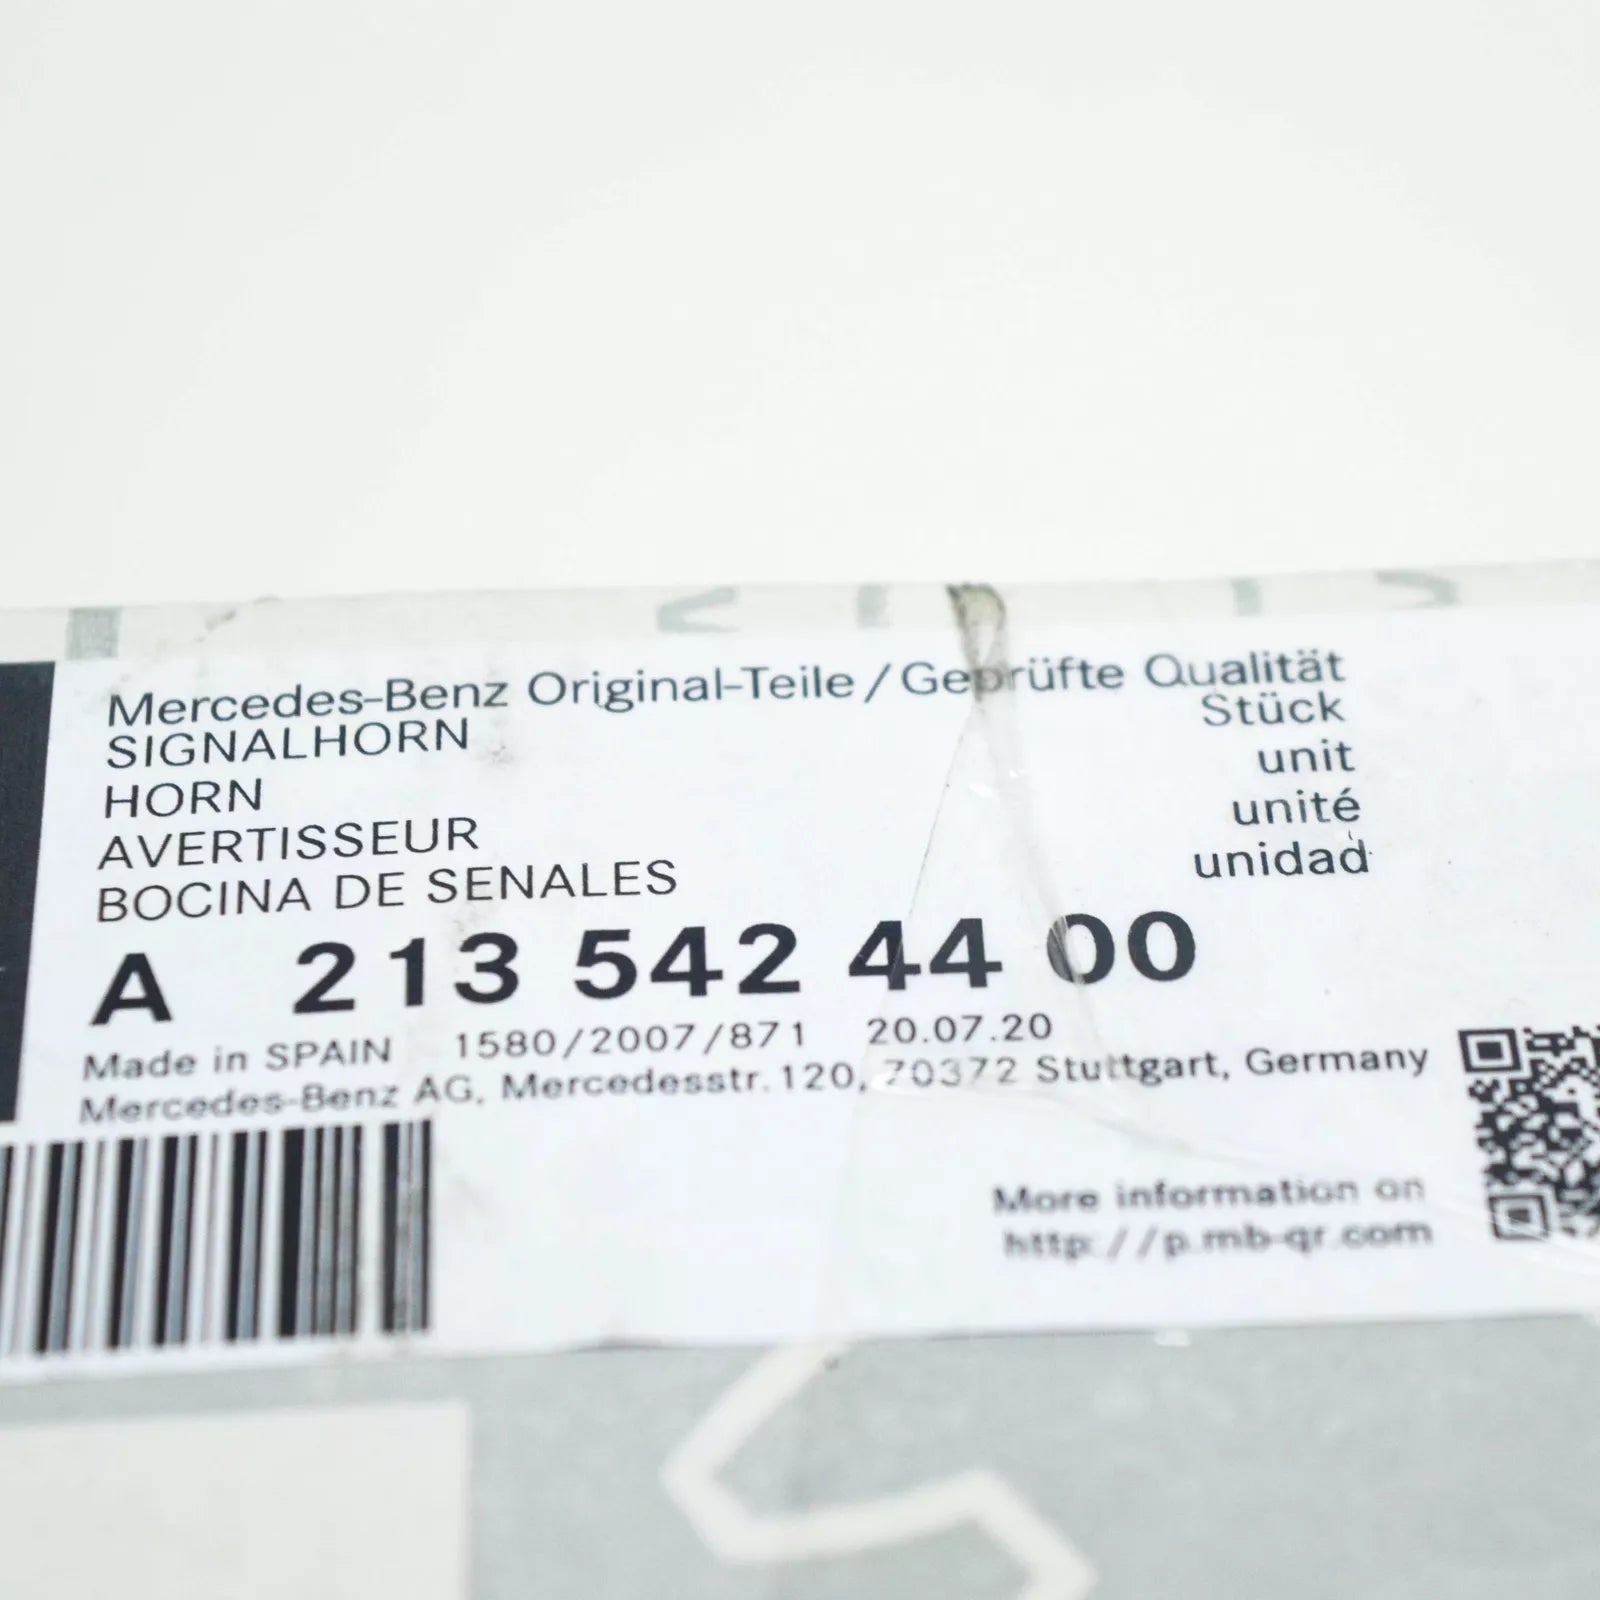 Mercedes-Benz Original-Teile / Geprüfte Qualität
SIGNALHORN Stück
HORN unit
AVERTISSEUR unité
BOCINA DE SENALES unidad
A 213 542 44 00
Made in SPAIN 1580/2007/871 20.07.20
Mercedes-Benz AG, Mercedesstr. 120, 70372 Stuttgart, Germany
More information on
http://p.mb-qr.com